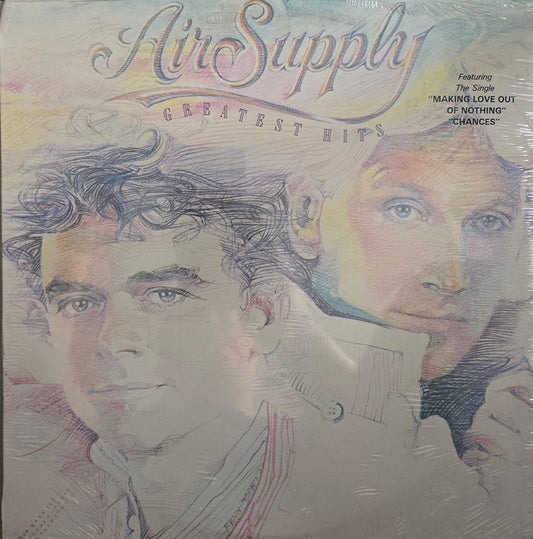 Air Supply
GREATEST HITS
Featuring
The Single
"MAKING LOVE OUT
OF NOTHING"
"CHANCES"